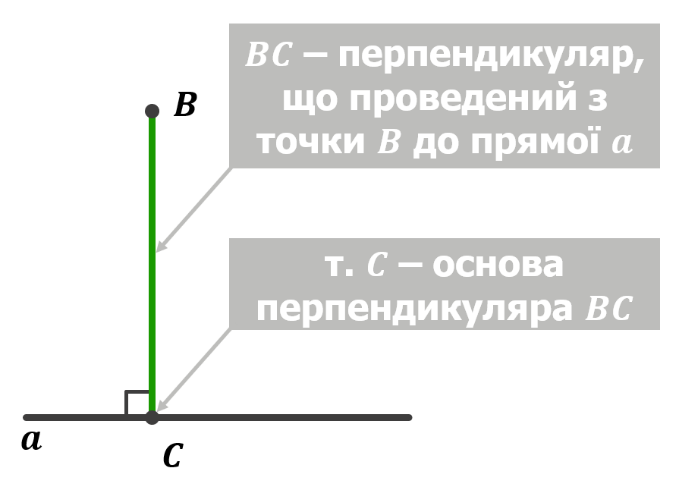 BC – перпендикуляр,
що проведений з
точки B до прямої a
B
т. C – основа
перпендикуляра BC
a
C